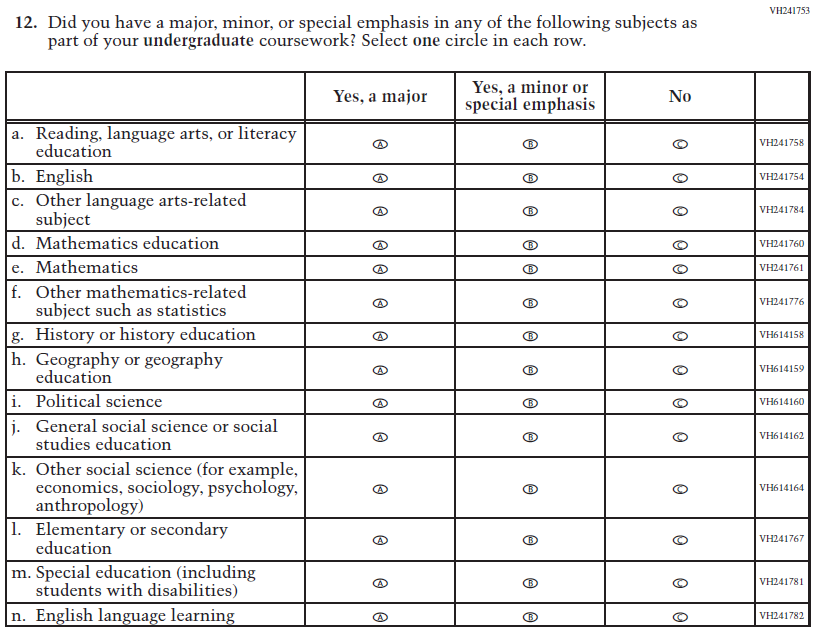 VH241753
12. Did you have a major, minor, or special emphasis in any of the following subjects as
part of your undergraduate coursework? Select one circle in each row.
Yes, a major
Yes, a minor or
special emphasis
No
a. Reading, language arts, or literacy
education
A B C VH241758
b. English A B C VH241754
c. Other language arts-related
subject
A B C VH241784
d. Mathematics education A B C VH241760
e. Mathematics A B C VH241761
f. Other mathematics-related
subject such as statistics
A B C VH241776
g. History or history education A B C VH614158
h. Geography or geography
education
A B C VH614159
i. Political science A B C VH614160
j. General social science or social
studies education
A B C VH614162
k. Other social science (for example,
economics, sociology, psychology,
anthropology)
A B C VH614164
l. Elementary or secondary
education
A B C VH241767
m. Special education (including
students with disabilities)
A B C VH241781
n. English language learning A B C VH241782